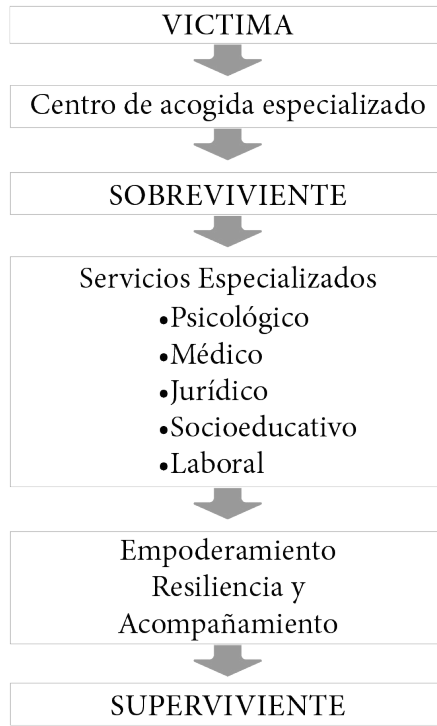 VICTIMA
Centro de acogida especializado
SOBREVIVIENTE
Servicios Especializados
•Psicológico
•Médico
•Jurídico
•Socioeducativo
•Laboral
Empoderamiento
Resiliencia y
Acompañamiento
SUPERVIVIENTE